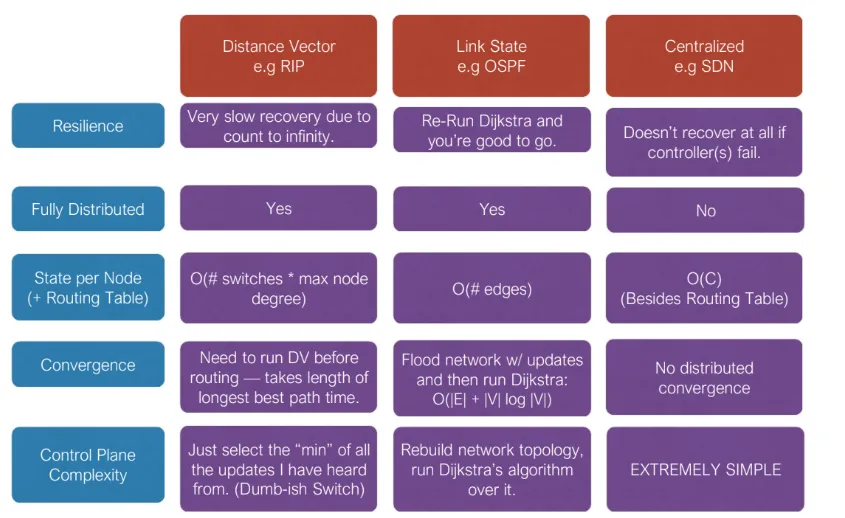 Distance Vector
e.g RIP
Link State
e.g OSPF
Centralized
e.g SDN
Resilience
Very slow recovery due to
count to infinity.
Re-Run Dijkstra and
you're good to go.
Doesn't recover at all if
controller(s) fail.
Fully Distributed
Yes
Yes
No
State per Node
(+ Routing Table)
O(# switches * max node
degree)
O(# edges)
O(C)
(Besides Routing Table)
Convergence
Need to run DV before
routing — takes length of
longest best path time.
Flood network w/ updates
and then run Dijkstra:
O(|E| + |V| log |V|)
No distributed
convergence
Control Plane
Complexity
Just select the "min" of all
the updates I have heard
from. (Dumb-ish Switch)
Rebuild network topology,
run Dijkstra's algorithm
over it.
EXTREMELY SIMPLE